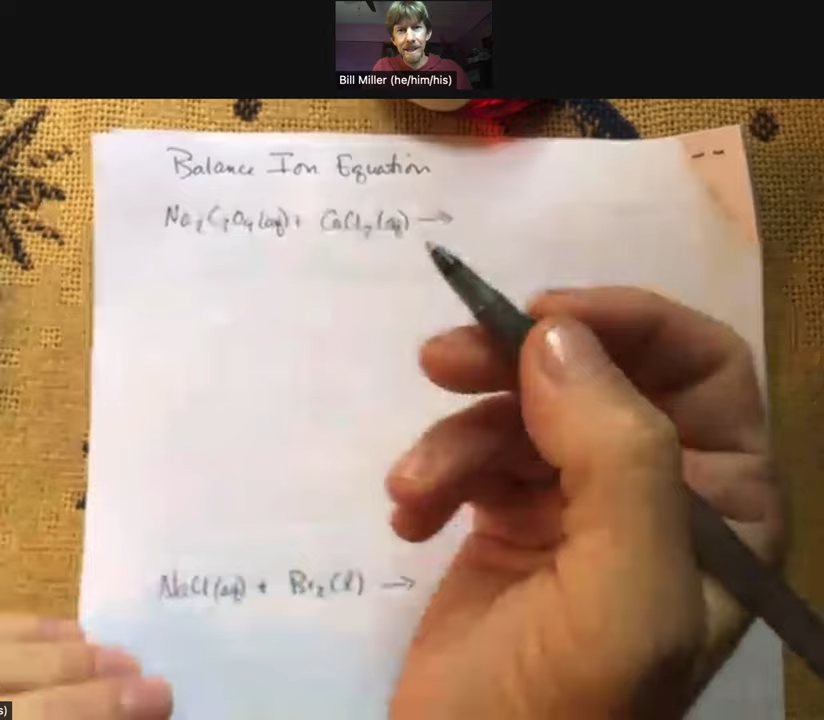 Bill Miller (he/him/his)
Balance Ion Equation
Na₂C₂O₄(aq) + CaCl₂(aq) →
NaCl(aq) + Br₂(l) →
s)